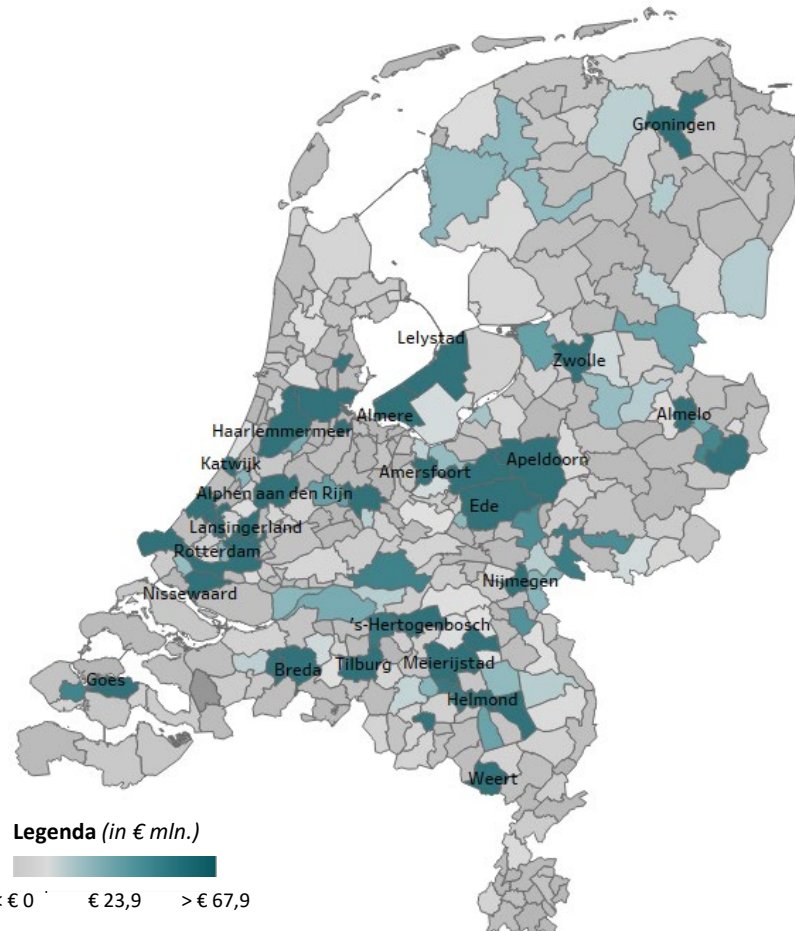 Groningen
Lelystad
Zwolle
Almere
Almelo
Haarlemmermeer
Katwijk
Amersfoort
Apeldoorn
Alphen aan den Rijn
Ede
Lansingerland
Rotterdam
Nijmegen
Nissewaard
's-Hertogenbosch
Goes
Breda
Tilburg
Meierijstad
Helmond
Weert
Legenda (in € mln.)
< € 0 € 23,9 > € 67,9